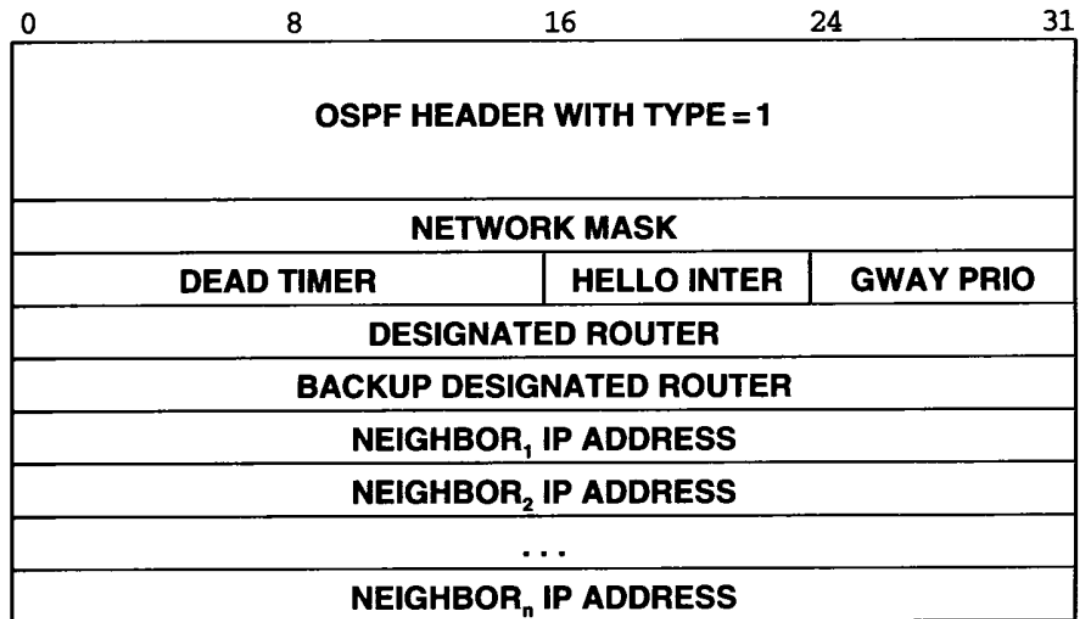 0 8 16 24 31
OSPF HEADER WITH TYPE = 1
NETWORK MASK
DEAD TIMER HELLO INTER GWAY PRIO
DESIGNATED ROUTER
BACKUP DESIGNATED ROUTER
NEIGHBOR₁ IP ADDRESS
NEIGHBOR₂ IP ADDRESS
...
NEIGHBORₙ IP ADDRESS